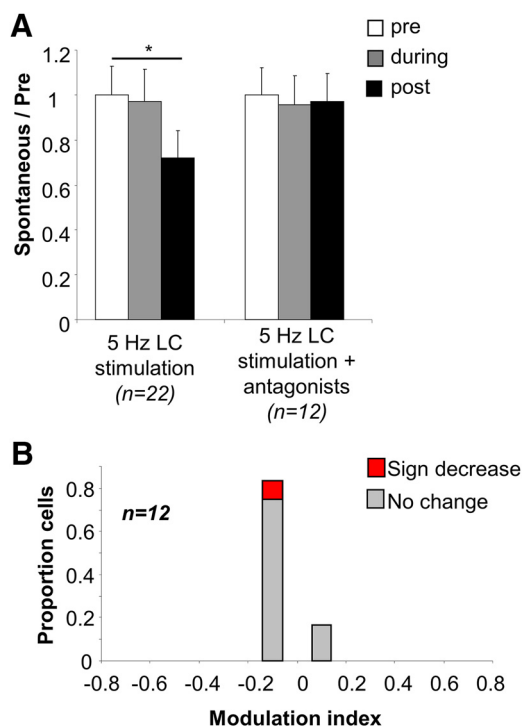 A
pre
during
post
*
1.2
1
0.8
0.6
0.4
0.2
0
Spontaneous / Pre
5 Hz LC
stimulation
(n=22)
5 Hz LC
stimulation +
antagonists
(n=12)
B
Sign decrease
No change
n=12
0.8
0.6
0.4
0.2
0
Proportion cells
-0.8 -0.6 -0.4 -0.2 0 0.2 0.4 0.6 0.8
Modulation index